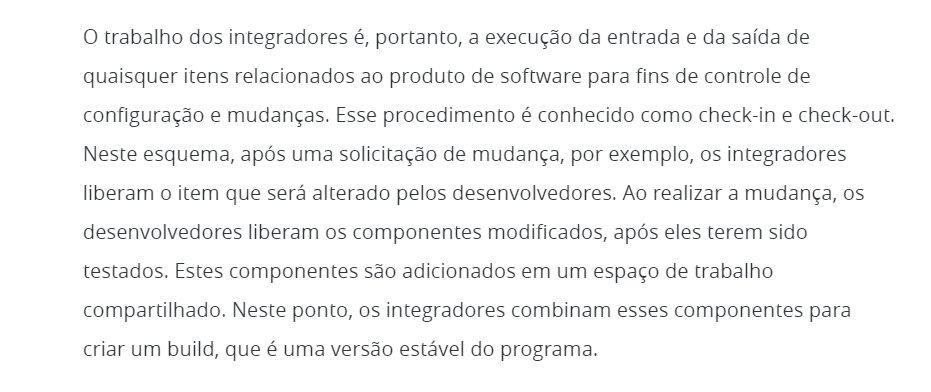 O trabalho dos integradores é, portanto, a execução da entrada e da saída de
quaisquer itens relacionados ao produto de software para fins de controle de
configuração e mudanças. Esse procedimento é conhecido como check-in e check-out.
Neste esquema, após uma solicitação de mudança, por exemplo, os integradores
liberam o item que será alterado pelos desenvolvedores. Ao realizar a mudança, os
desenvolvedores liberam os componentes modificados, após eles terem sido
testados. Estes componentes são adicionados em um espaço de trabalho
compartilhado. Neste ponto, os integradores combinam esses componentes para
criar um build, que é uma versão estável do programa.